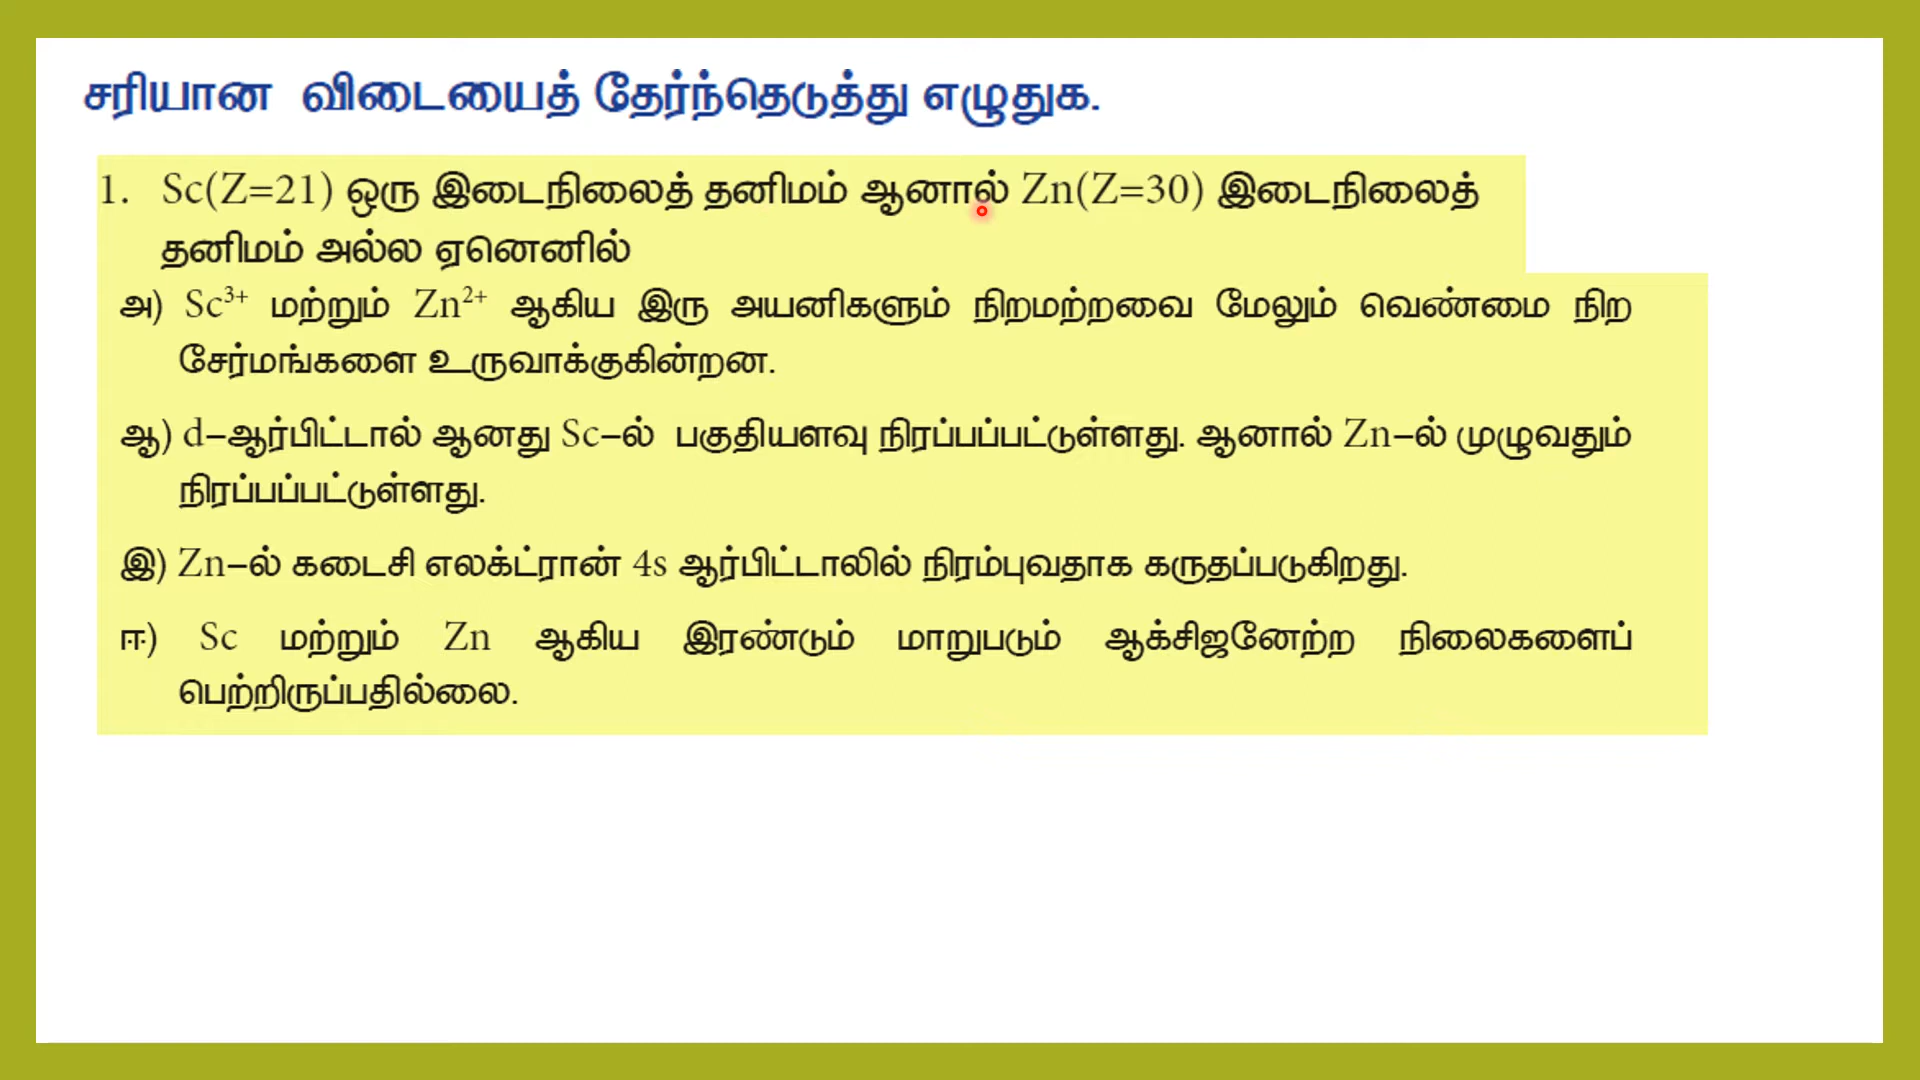 சரியான விடையைத் தேர்ந்தெடுத்து எழுதுக.
1. Sc(Z=21) ஒரு இடைநிலைத் தனிமம் ஆனால் Zn(Z=30) இடைநிலைத்
தனிமம் அல்ல ஏனெனில்
அ) Sc³⁺ மற்றும் Zn²⁺ ஆகிய இரு அயனிகளும் நிறமற்றவை மேலும் வெண்மை நிற
சேர்மங்களை உருவாக்குகின்றன.
ஆ) d–ஆர்பிட்டால் ஆனது Sc–ல் பகுதியளவு நிரப்பப்பட்டுள்ளது. ஆனால் Zn–ல் முழுவதும்
நிரப்பப்பட்டுள்ளது.
இ) Zn–ல் கடைசி எலக்ட்ரான் 4s ஆர்பிட்டாலில் நிரம்புவதாக கருதப்படுகிறது.
ஈ) Sc மற்றும் Zn ஆகிய இரண்டும் மாறுபடும் ஆக்சிஜனேற்ற நிலைகளைப்
பெற்றிருப்பதில்லை.